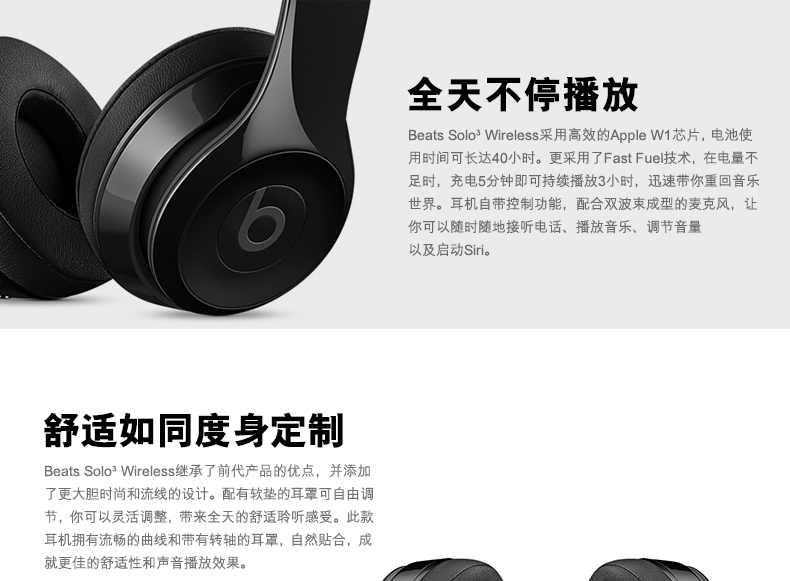 全天不停播放
Beats Solo³ Wireless采用高效的Apple W1芯片，电池使
用时间可长达40小时。更采用了Fast Fuel技术，在电量不
足时，充电5分钟即可持续播放3小时，迅速带你重回音乐
世界。耳机自带控制功能，配合双波束成型的麦克风，让
你可以随时随地接听电话、播放音乐、调节音量
以及启动Siri。
舒适如同度身定制
Beats Solo³ Wireless继承了前代产品的优点，并添加
了更大胆时尚和流线的设计。配有软垫的耳罩可自由调
节，你可以灵活调整，带来全天的舒适聆听感受。此款
耳机拥有流畅的曲线和带有转轴的耳罩，自然贴合，成
就更佳的舒适性和声音播放效果。